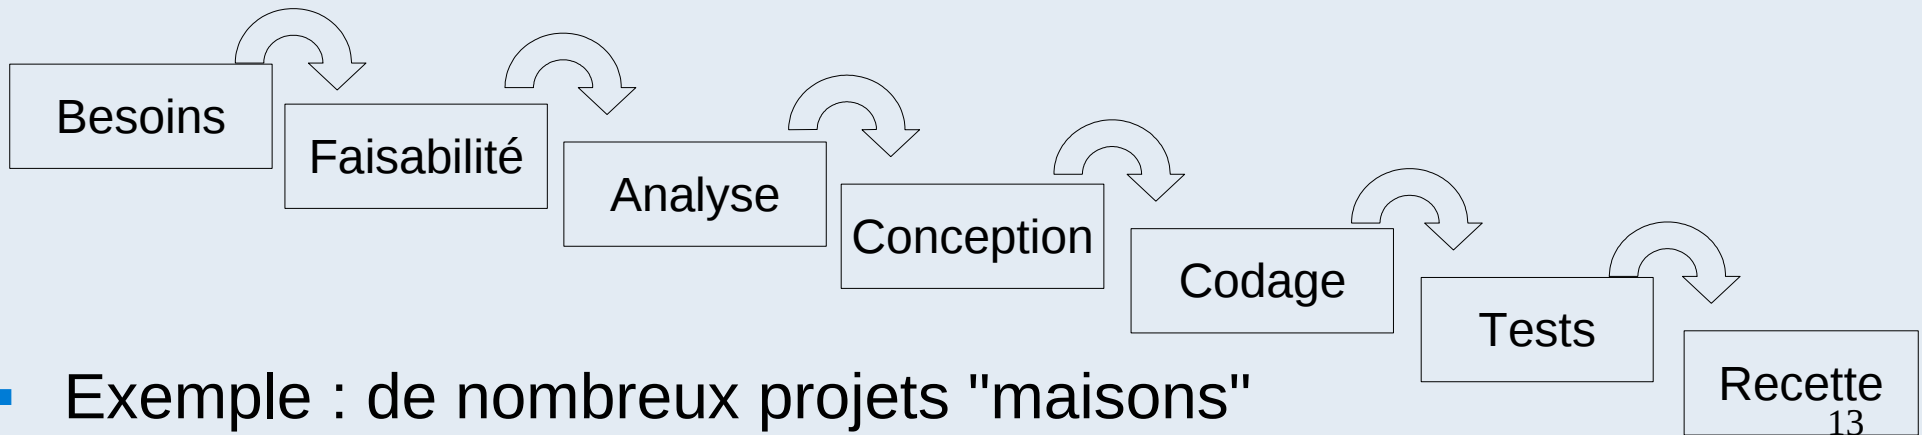 Besoins
Faisabilité
Analyse
Conception
Codage
Tests
Recette
Exemple : de nombreux projets "maisons"
13